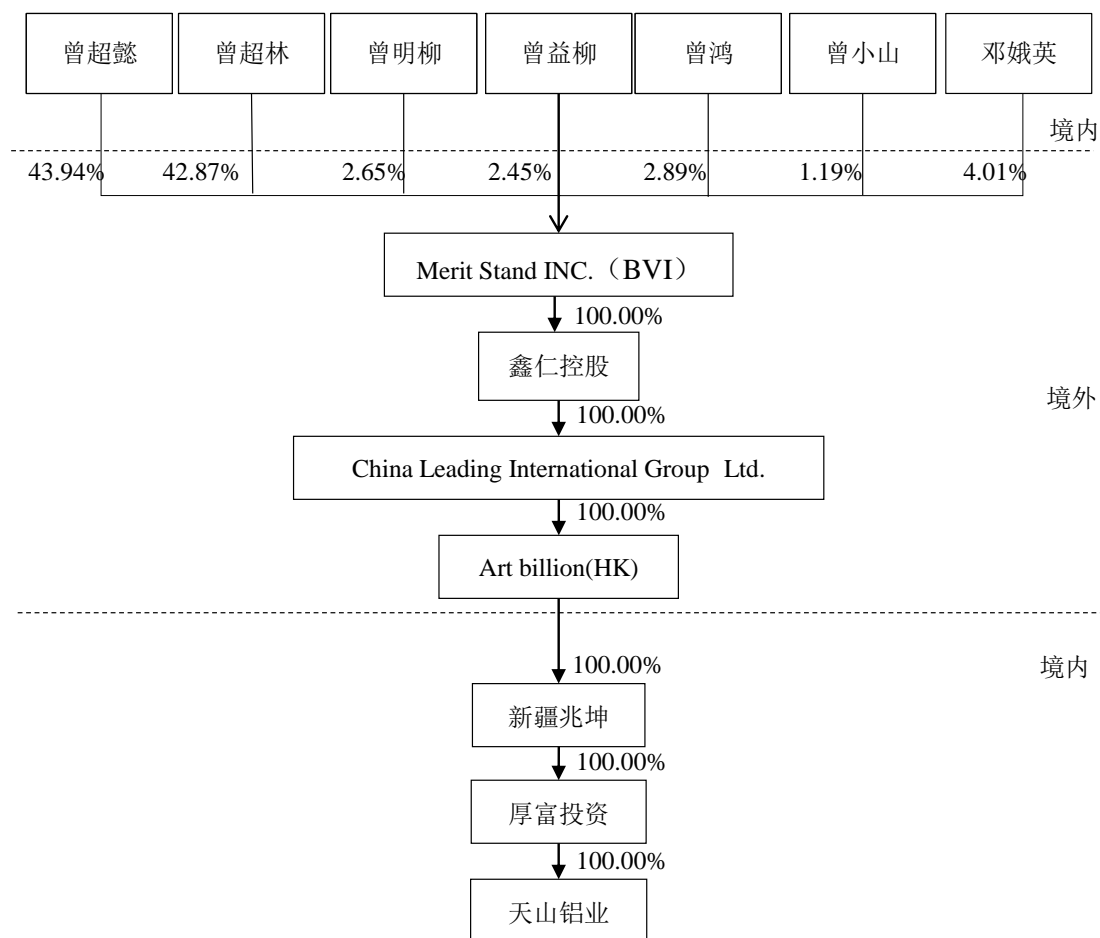 曾超懿 曾超林 曾明柳 曾益柳 曾鸿 曾小山 邓娥英
境内
43.94% 42.87% 2.65% 2.45% 2.89% 1.19% 4.01%
Merit Stand INC.（BVI）
100.00%
鑫仁控股
境外
100.00%
China Leading International Group Ltd.
100.00%
Art billion(HK)
100.00%
境内
新疆兆坤
100.00%
厚富投资
100.00%
天山铝业